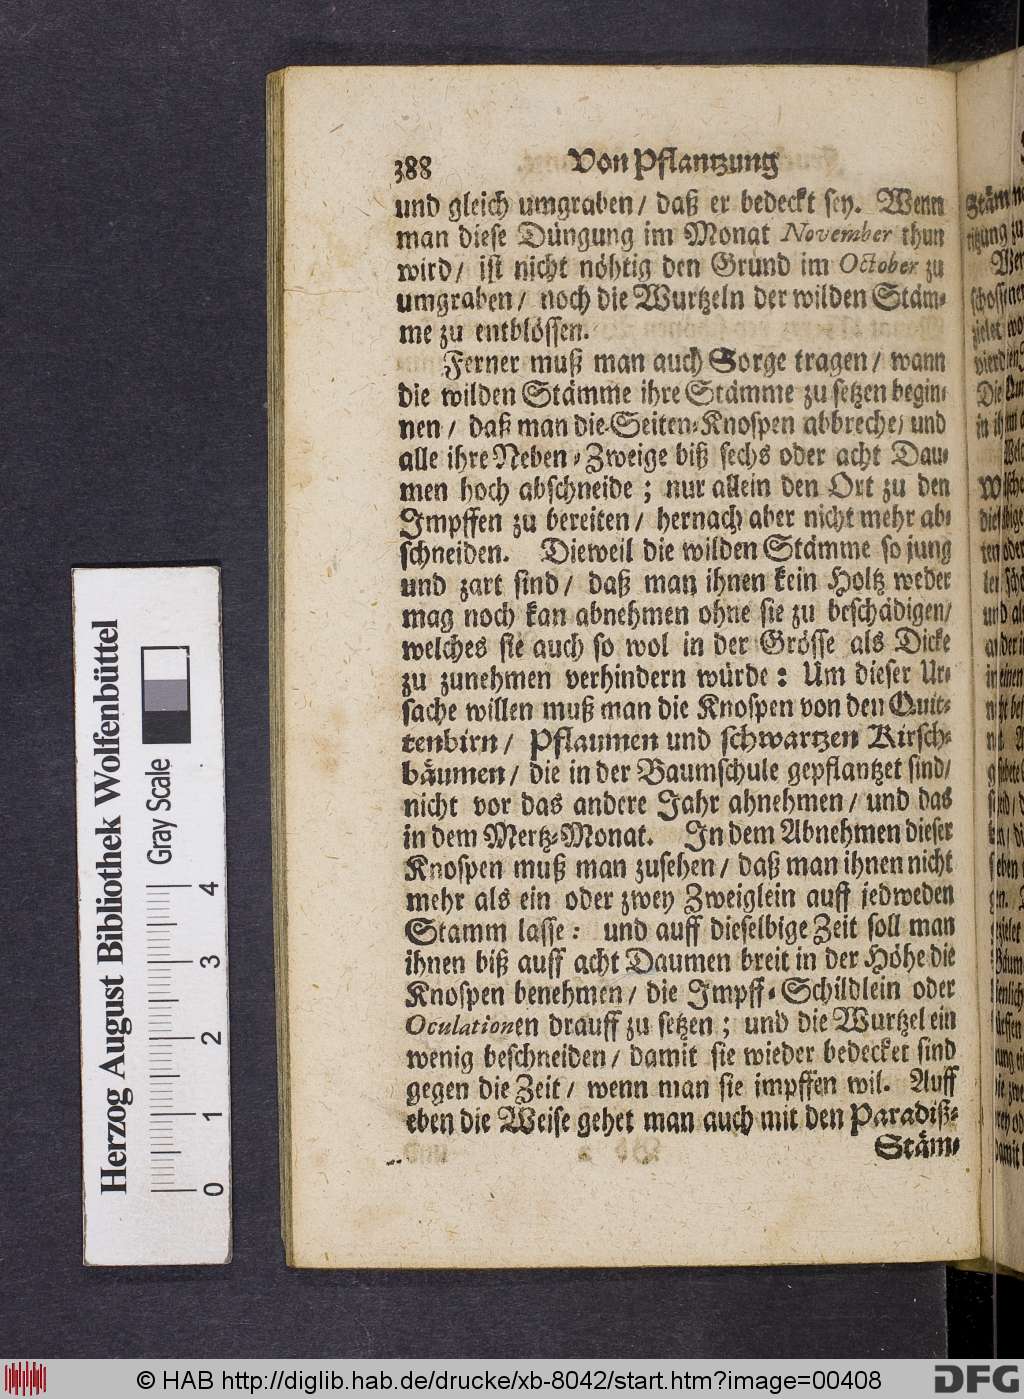 388 Von Pflantzung
und gleich umgraben / daß er bedeckt sey. Wenn
man diese Düngung im Monat November thun
wird / ist nicht nöhtig den Grund im October zu
umgraben / noch die Wurtzeln der wilden Stäm-
me zu entblössen.
Ferner muß man auch Sorge tragen / wann
die wilden Stämme ihre Stämme zu setzen begin-
nen / daß man die Seiten-Knospen abbreche / und
alle ihre Neben-Zweige biß sechs oder acht Dau-
men hoch abschneide ; nur allein den Ort zu den
Impffen zu bereiten / hernach aber nicht mehr ab-
schneiden. Dieweil die wilden Stämme so jung
und zart sind / daß man ihnen kein Holtz weder
mag noch kan abnehmen ohne sie zu beschädigen /
welches sie auch so wol in der Grösse als Dicke
zu zunehmen verhindern würde : Um dieser Ur-
sache willen muß man die Knospen von den Quit-
tenbirn / Pflaumen und schwartzen Kirsch-
bäumen / die in der Baumschule gepflantzet sind /
nicht vor das andere Jahr abnehmen / und das
in dem Mertz-Monat. In dem Abnehmen dieser
Knospen muß man zusehen / daß man ihnen nicht
mehr als ein oder zwey Zweiglein auff jedweden
Stamm lasse : und auff dieselbige Zeit soll man
ihnen biß auff acht Daumen breit in der Höhe die
Knospen benehmen / die Impff-Schildlein oder
Oculationen drauff zu setzen ; und die Wurtzel ein
wenig beschneiden / damit sie wieder bedecket sind
gegen die Zeit / wenn man sie impffen wil. Auff
eben die Weise gehet man auch mit den Paradiß-
Stäm-
Herzog August Bibliothek Wolfenbüttel
Gray Scale
0 1 2 3 4
© HAB http://diglib.hab.de/drucke/xb-8042/start.htm?image=00408
DFG